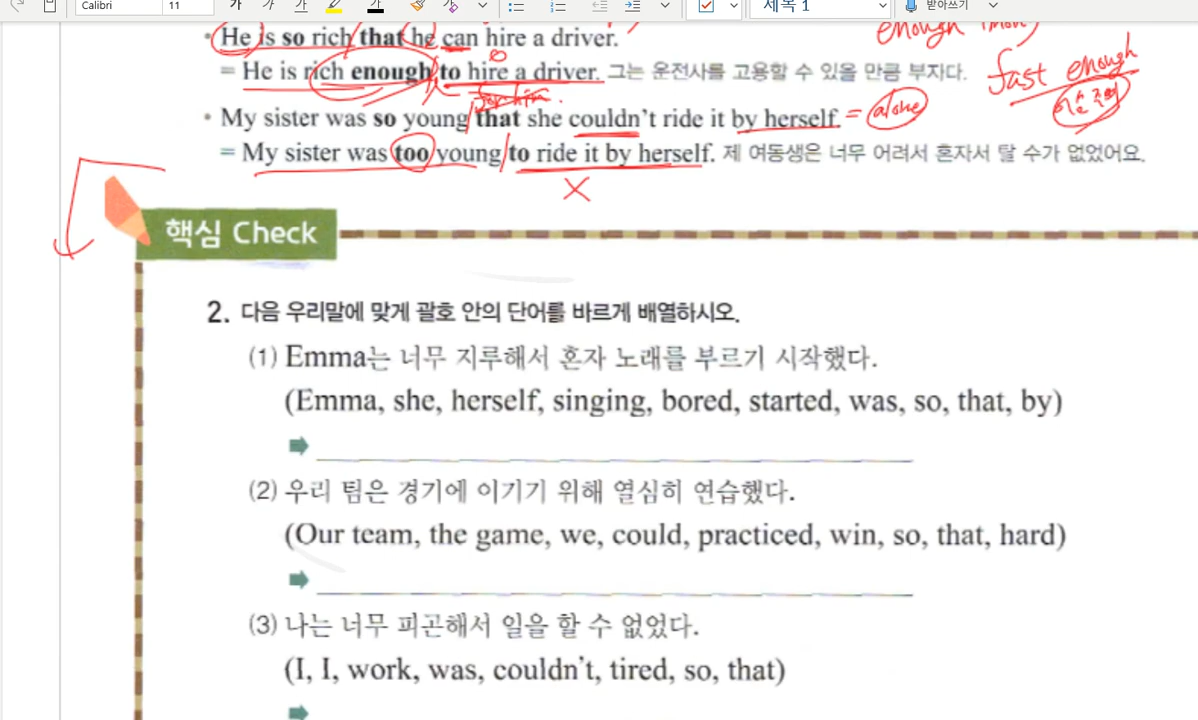 Calibri 11 가 가 가 가 제목 1 받아쓰기
• He is so rich that he can hire a driver. enough
= He is rich enough to hire a driver. 그는 운전사를 고용할 수 있을 만큼 부자다. fast enough
for him.
• My sister was so young that she couldn't ride it by herself. = alone
= My sister was too young to ride it by herself. 제 여동생은 너무 어려서 혼자서 탈 수가 없었어요.
핵심 Check
2. 다음 우리말에 맞게 괄호 안의 단어를 바르게 배열하시오.
(1) Emma는 너무 지루해서 혼자 노래를 부르기 시작했다.
(Emma, she, herself, singing, bored, started, was, so, that, by)
(2) 우리 팀은 경기에 이기기 위해 열심히 연습했다.
(Our team, the game, we, could, practiced, win, so, that, hard)
(3) 나는 너무 피곤해서 일을 할 수 없었다.
(I, I, work, was, couldn't, tired, so, that)